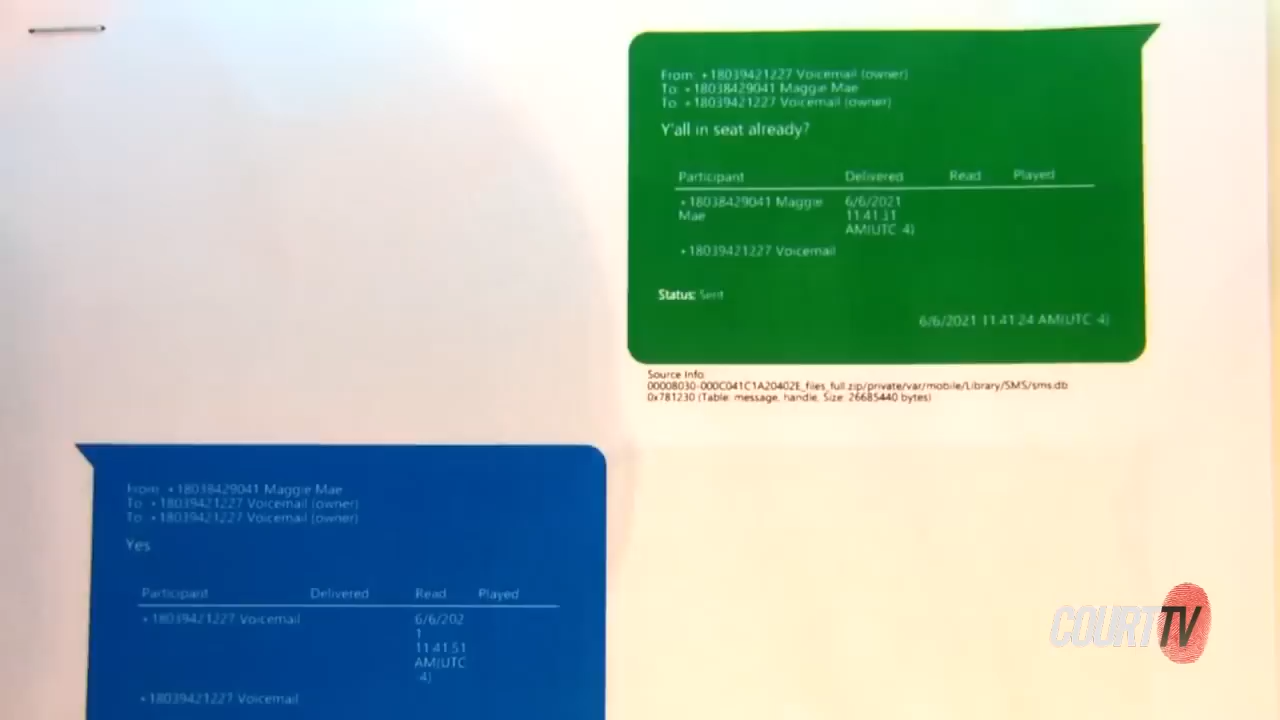 From: +18039421227 Voicemail (owner)
To: +18038429041 Maggie Mae
To: +18039421227 Voicemail (owner)
Y'all in seat already?
Participant Delivered Read Played
+18038429041 Maggie 6/6/2021
Mae 11:41:31
AM(UTC-4)
+18039421227 Voicemail
Status: Sent
6/6/2021 11:41:24 AM(UTC-4)
Source Info:
00008030-000C041C1A20402E_files_full.zip/private/var/mobile/Library/SMS/sms.db
0x781230 (Table: message, handle, Size: 26685440 bytes)
From: +18038429041 Maggie Mae
To: +18039421227 Voicemail (owner)
To: +18039421227 Voicemail (owner)
Yes
Participant Delivered Read Played
+18039421227 Voicemail 6/6/202
1
11:41:51
AM(UTC
-4)
+18039421227 Voicemail
COURT TV